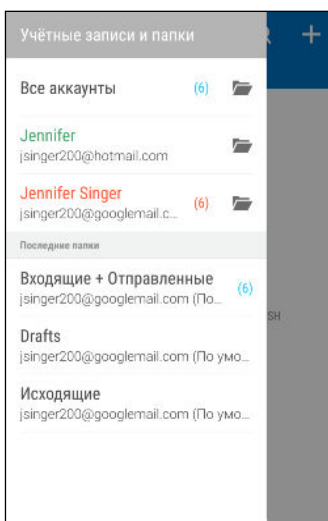 Учётные записи и папки
Все аккаунты (6)
Jennifer
jsinger200@hotmail.com
Jennifer Singer (6)
jsinger200@googlemail.c...
Последние папки
Входящие + Отправленные (6)
jsinger200@googlemail.com (По...
SH
Drafts
jsinger200@googlemail.com (По умо...
Исходящие
jsinger200@googlemail.com (По умо...